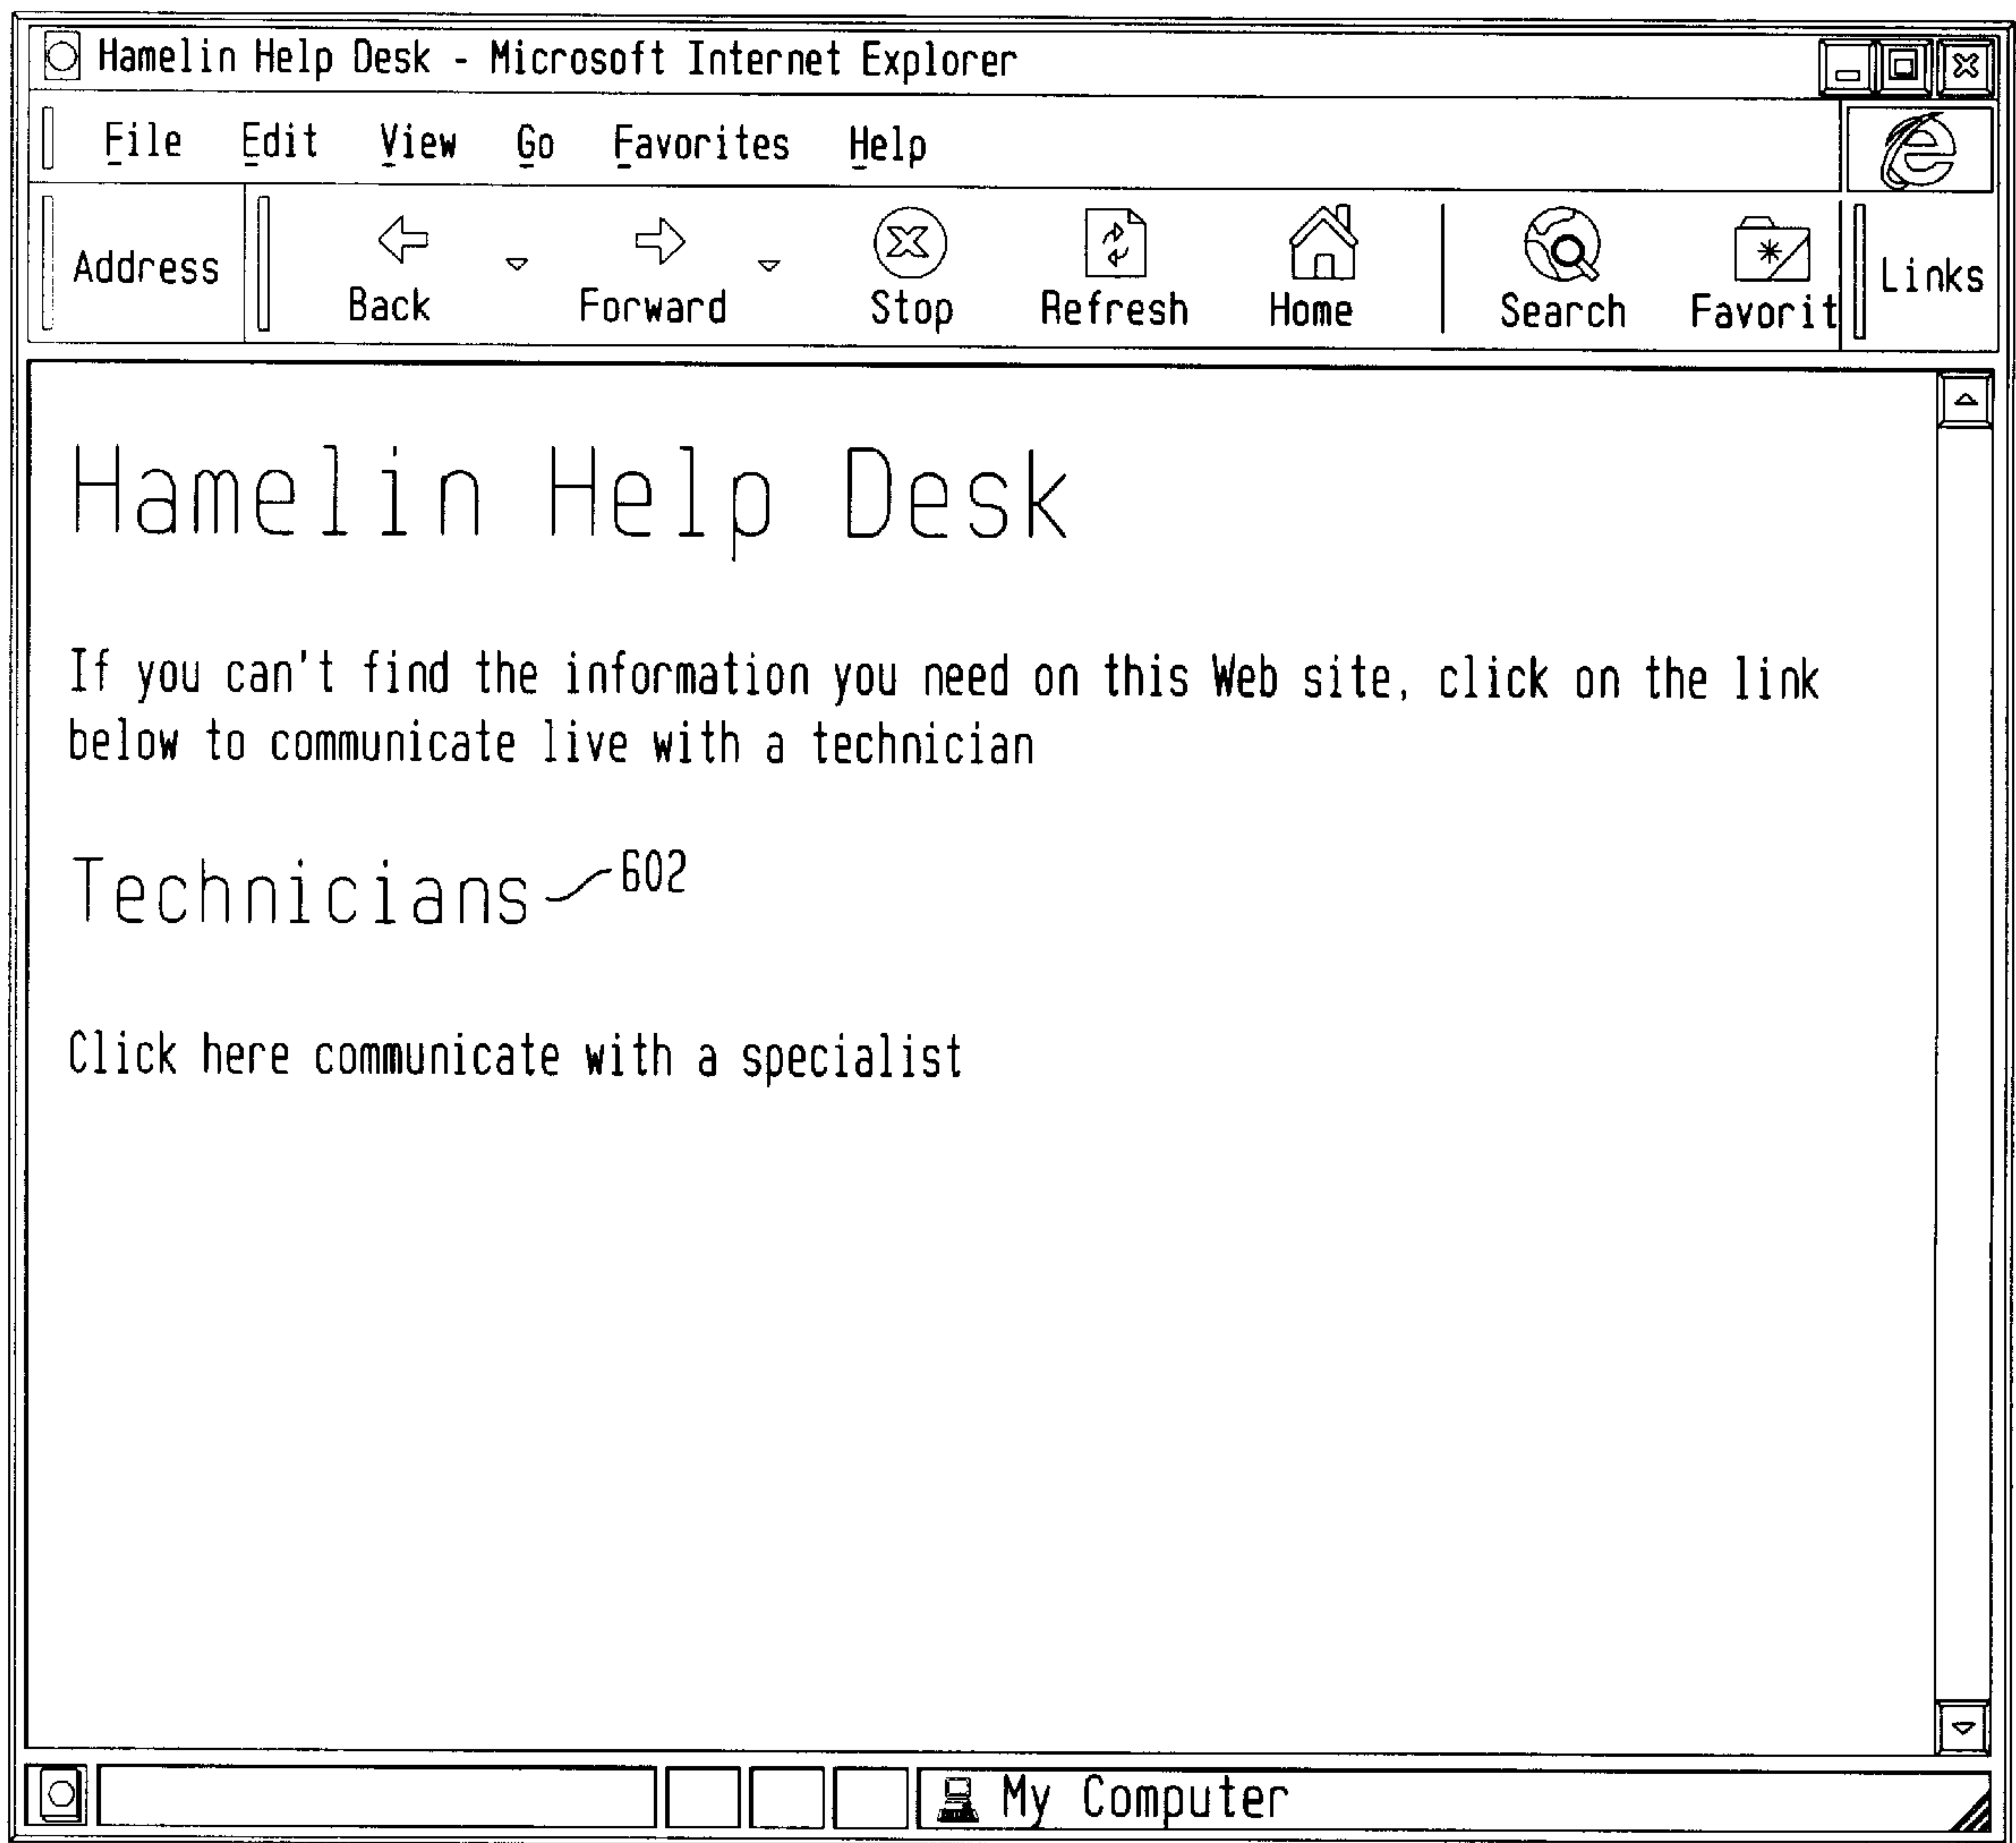 Hamelin Help Desk - Microsoft Internet Explorer
File Edit View Go Favorites Help
Address Back Forward Stop Refresh Home Search Favorit Links
Hamelin Help Desk
If you can't find the information you need on this Web site, click on the link
below to communicate live with a technician
Technicians 602
Click here communicate with a specialist
My Computer